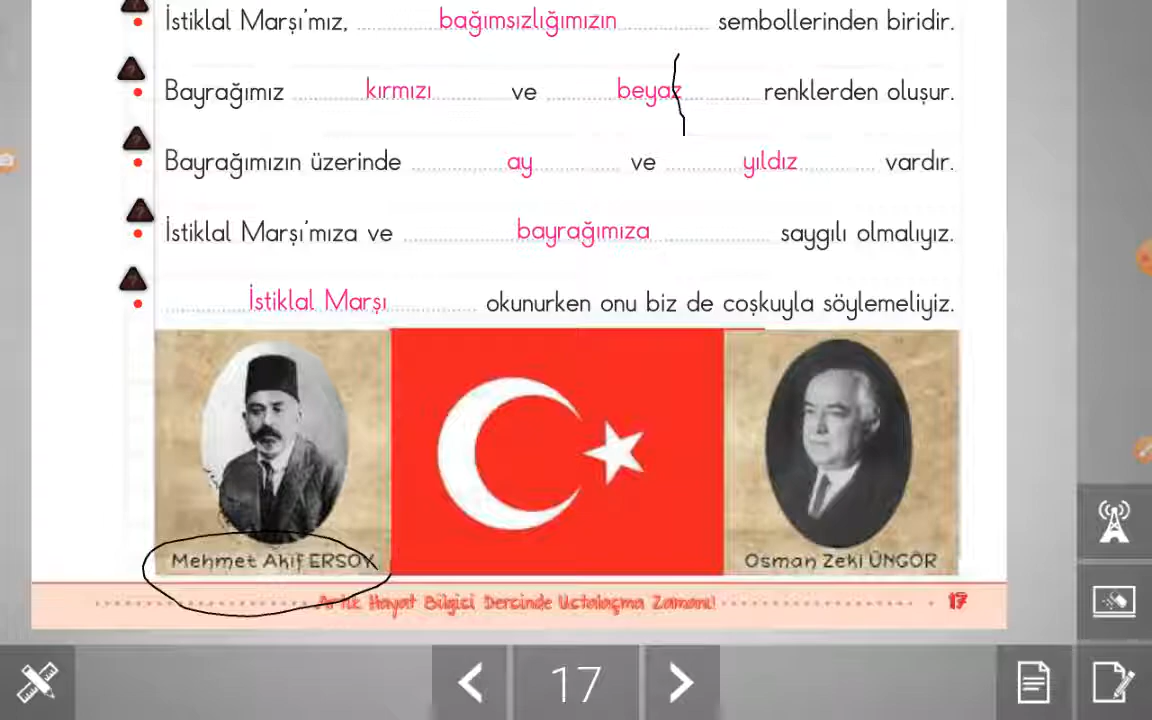 İstiklal Marşı'mız, bağımsızlığımızın sembollerinden biridir.
Bayrağımız kırmızı ve beyaz renklerden oluşur.
Bayrağımızın üzerinde ay ve yıldız vardır.
İstiklal Marşı'mıza ve bayrağımıza saygılı olmalıyız.
İstiklal Marşı okunurken onu biz de coşkuyla söylemeliyiz.
Mehmet Akif ERSOY
Osman Zeki ÜNGÖR
Artık Hayat Bilgisi Dersinde Ustalaşma Zamanı! 17
17